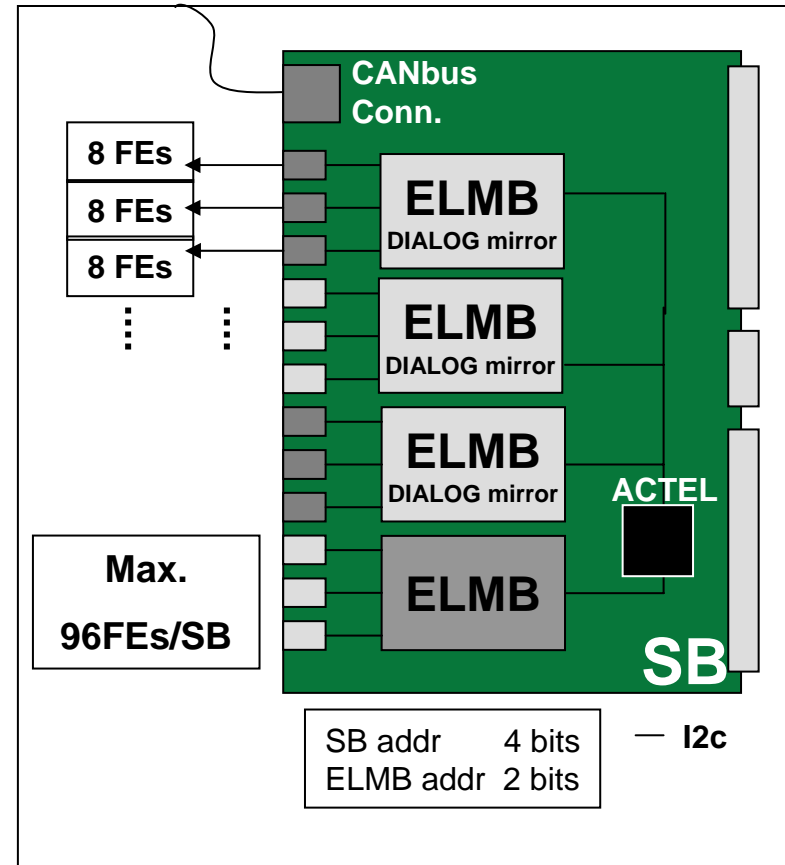 CANbus
Conn.
8 FEs
8 FEs
8 FEs
ELMB
DIALOG mirror
ELMB
DIALOG mirror
ELMB
DIALOG mirror
ACTEL
ELMB
Max.
96FEs/SB
SB
SB addr 4 bits
ELMB addr 2 bits
I2c